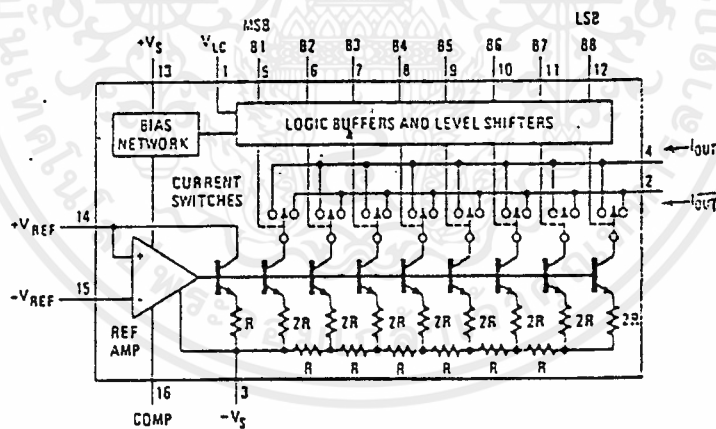 MSB
LSB
+VS
VLC
B1
B2
B3
B4
B5
B6
B7
B8
13
1
5
6
7
8
9
10
11
12
BIAS
NETWORK
LOGIC BUFFERS AND LEVEL SHIFTERS
4
IOUT
CURRENT
SWITCHES
2
IOUT
+VREF
14
+
15
-VREF
-
REF
AMP
R
2R
2R
2R
2R
2R
2R
2R
2R
R
R
R
R
R
R
16
3
COMP
-VS